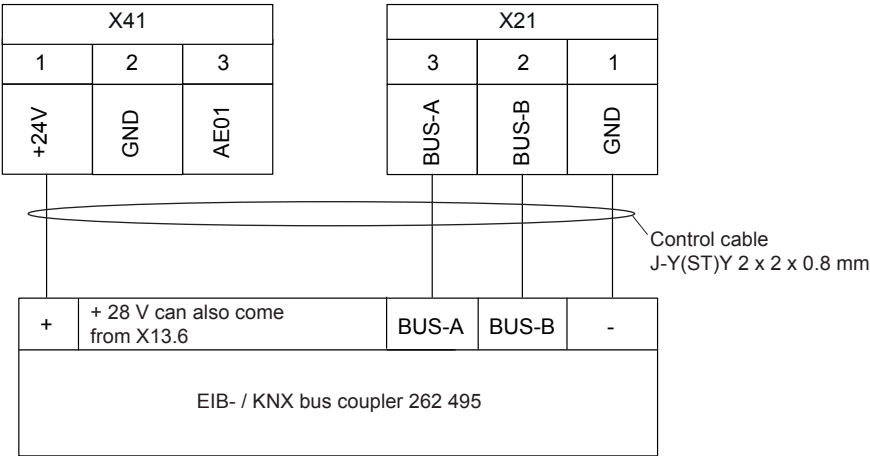 X41
X21
1 2 3
3 2 1
+24V
GND
AE01
BUS-A
BUS-B
GND
Control cable
J-Y(ST)Y 2 x 2 x 0.8 mm
+
+ 28 V can also come
from X13.6
BUS-A
BUS-B
-
EIB- / KNX bus coupler 262 495